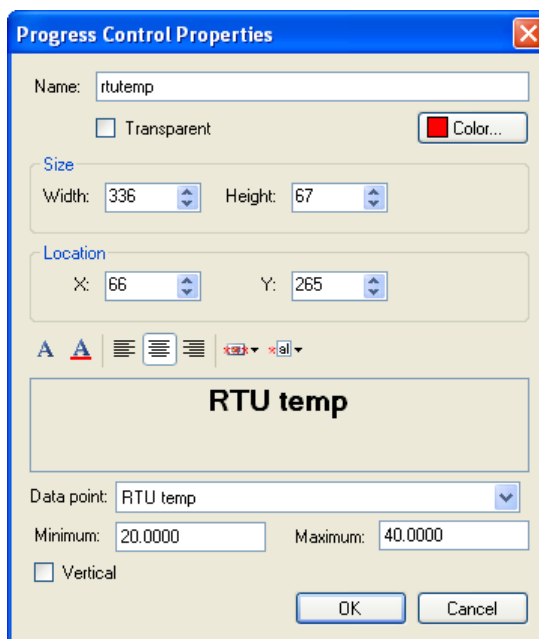 Progress Control Properties
Name: rtutemp
Transparent Color...
Size
Width: 336 Height: 67
Location
X: 66 Y: 265
A A al
RTU temp
Data point: RTU temp
Minimum: 20.0000 Maximum: 40.0000
Vertical
OK Cancel